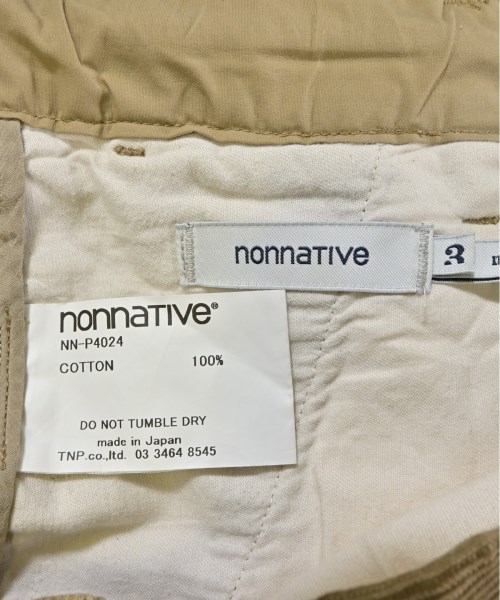 nonnative
3
nonnative®
NN-P4024
COTTON 100%
DO NOT TUMBLE DRY
made in Japan
TNP.co.,ltd. 03 3464 8545